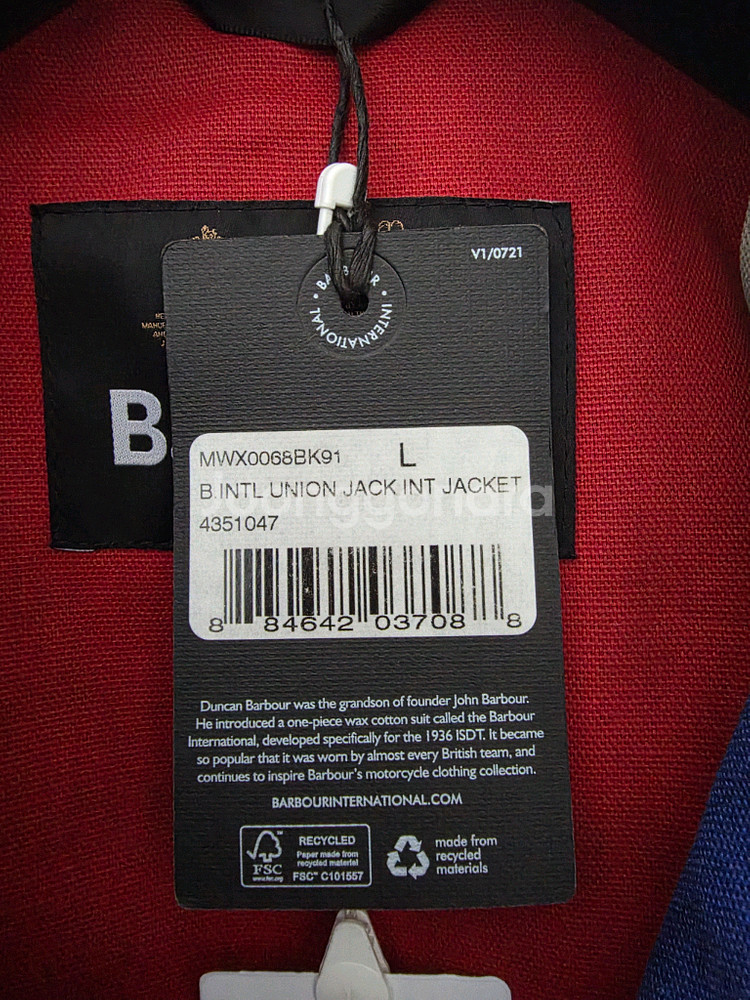 V1/0721
BARBOUR • INTERNATIONAL •
B.
MWX0068BK91 L
B.INTL UNION JACK INT JACKET
4351047
8 84642 03708 8
Joonggonara
Duncan Barbour was the grandson of founder John Barbour.
He introduced a one-piece wax cotton suit called the Barbour
International, developed specifically for the 1936 ISDT. It became
so popular that it was worn by almost every British team, and
continues to inspire Barbour's motorcycle clothing collection.
BARBOURINTERNATIONAL.COM
FSC™
www.fsc.org
RECYCLED
Paper made from
recycled material
FSC™ C101557
made from
recycled
materials